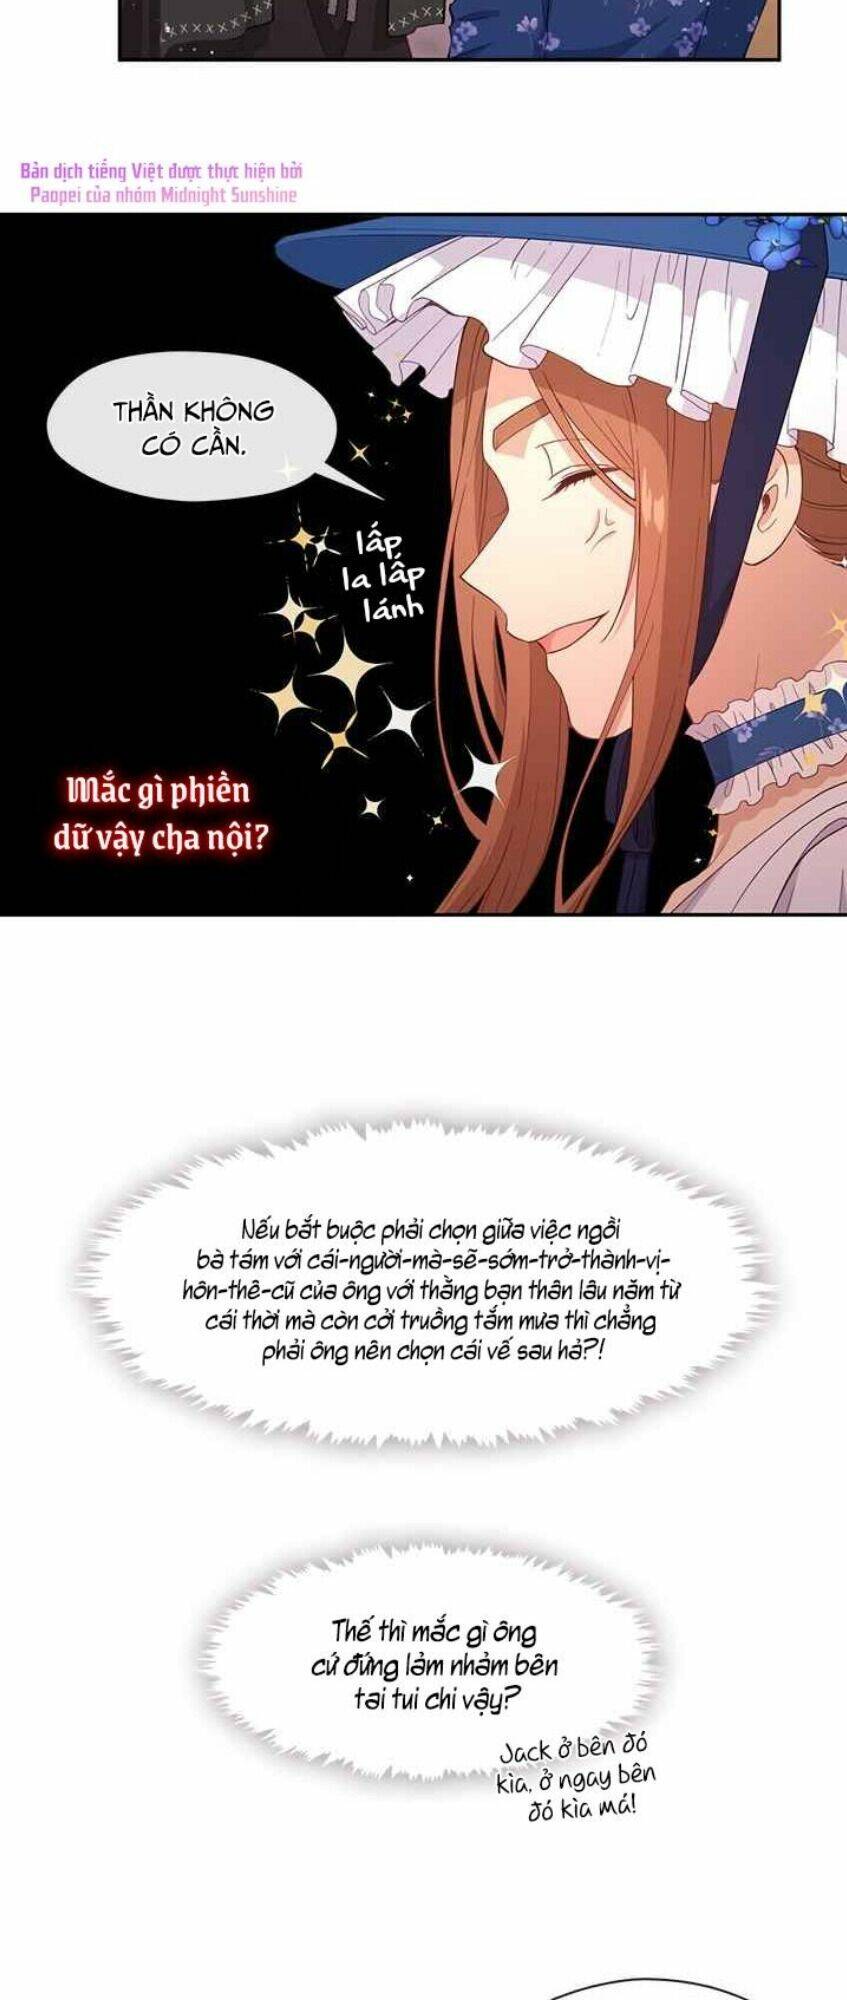 Bản dịch tiếng Việt được thực hiện bởi
Paopei của nhóm Midnight Sunshine
THẦN KHÔNG
CÓ CẦN.
lấp
la lấp
lánh
Mắc gì phiền
dữ vậy cha nội?
Nếu bắt buộc phải chọn giữa việc ngồi
bà tám với cái-người-mà-sẽ-sớm-trở-thành-vị-
hôn-thê-cũ của ông với thằng bạn thân lâu năm từ
cái thời mà còn cởi truồng tắm mưa thì chẳng
phải ông nên chọn cái vế sau hả?!
Thế thì mắc gì ông
cứ đứng lảm nhảm bên
tai tui chi vậy?
Jack ở bên đó
kìa, ở ngay bên
đó kìa má!